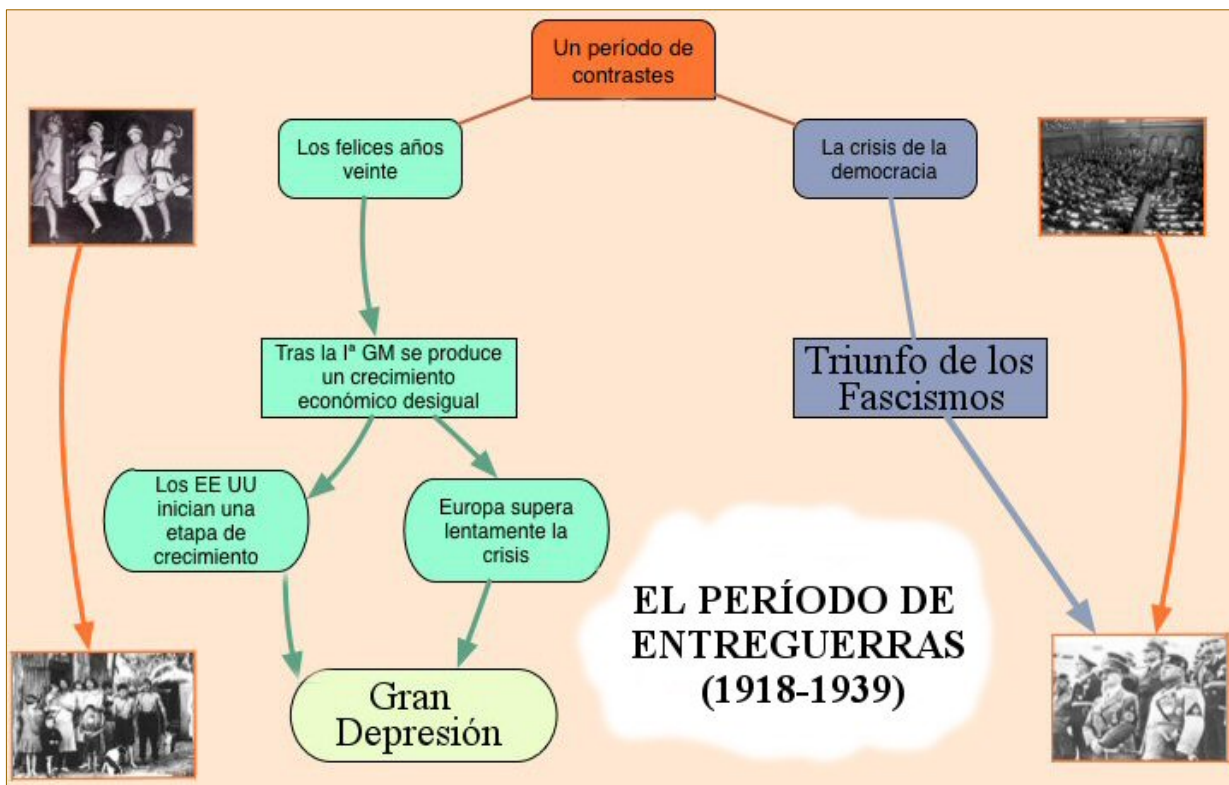 Un período de
contrastes
Los felices años
veinte
La crisis de la
democracia
Tras la Iª GM se produce
un crecimiento
económico desigual
Triunfo de los
Fascismos
Los EE UU
inician una
etapa de
crecimiento
Europa supera
lentamente la
crisis
EL PERÍODO DE
ENTREGUERRAS
(1918-1939)
Gran
Depresión